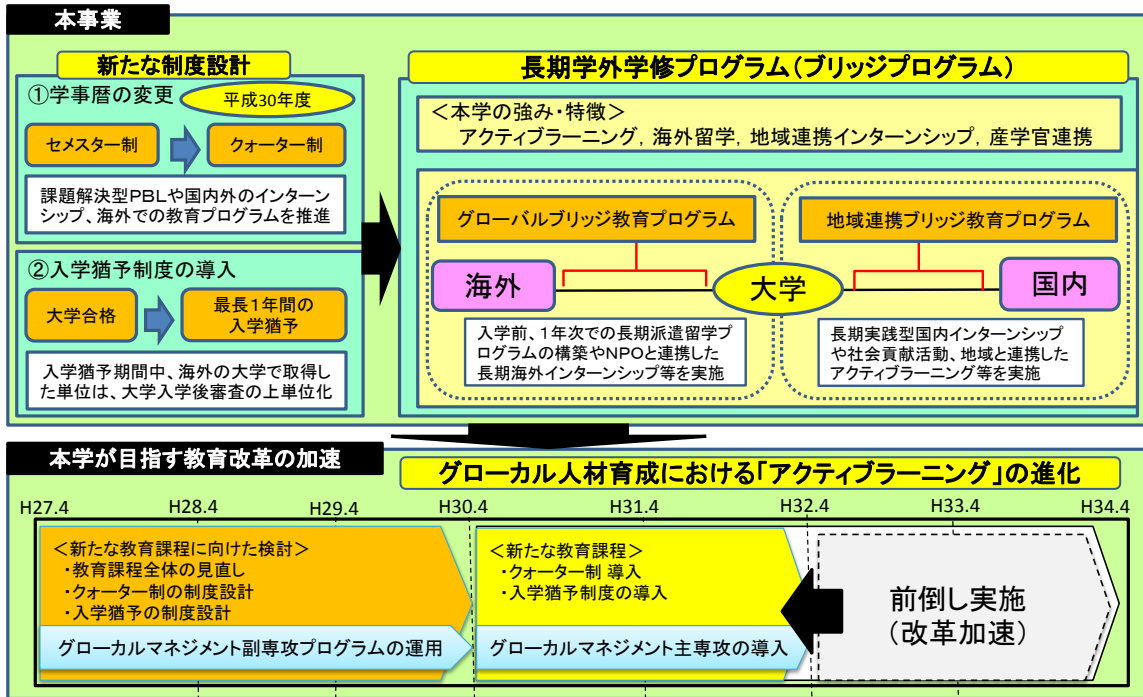 本事業
新たな制度設計
①学事暦の変更
平成30年度
セメスター制
クォーター制
課題解決型PBLや国内外のインターン
シップ、海外での教育プログラムを推進
②入学猶予制度の導入
大学合格
最長1年間の
入学猶予
入学猶予期間中、海外の大学で取得し
た単位は、大学入学後審査の上単位化
長期学外学修プログラム(ブリッジプログラム)
<本学の強み・特徴>
アクティブラーニング,海外留学,地域連携インターンシップ,産学官連携
グローバルブリッジ教育プログラム
地域連携ブリッジ教育プログラム
海外
大学
国内
入学前、1年次での長期派遣留学プ
ログラムの構築やNPOと連携した
長期海外インターンシップ等を実施
長期実践型国内インターンシップ
や社会貢献活動、地域と連携した
アクティブラーニング等を実施
本学が目指す教育改革の加速
グローカル人材育成における「アクティブラーニング」の進化
H27.4 H28.4 H29.4 H30.4 H31.4 H32.4 H33.4 H34.4
<新たな教育課程に向けた検討>
・教育課程全体の見直し
・クォーター制の制度設計
・入学猶予の制度設計
グローカルマネジメント副専攻プログラムの運用
<新たな教育課程>
・クォーター制 導入
・入学猶予制度の導入
グローカルマネジメント主専攻の導入
前倒し実施
(改革加速)